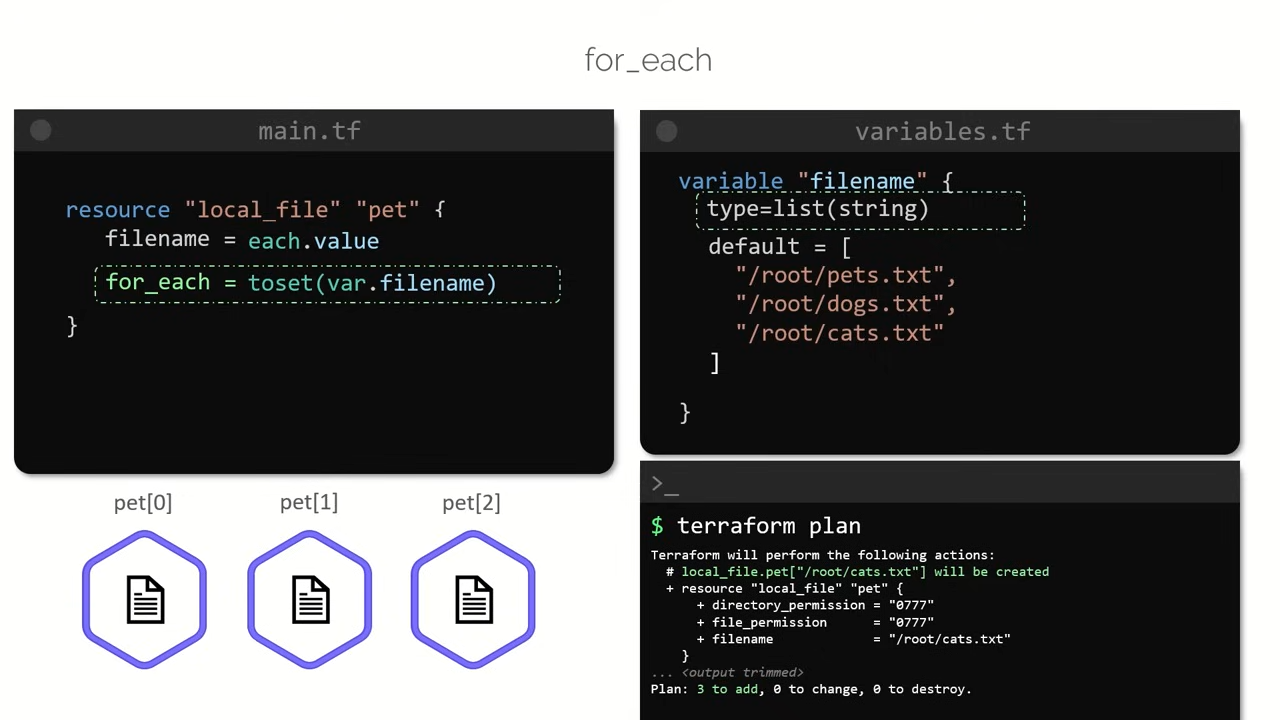 for_each
main.tf
resource "local_file" "pet" {
filename = each.value
for_each = toset(var.filename)
}
variables.tf
variable "filename" {
type=list(string)
default = [
"/root/pets.txt",
"/root/dogs.txt",
"/root/cats.txt"
]
}
pet[0]
pet[1]
pet[2]
>_
$ terraform plan
Terraform will perform the following actions:
# local_file.pet["/root/cats.txt"] will be created
+ resource "local_file" "pet" {
+ directory_permission = "0777"
+ file_permission = "0777"
+ filename = "/root/cats.txt"
}
... <output trimmed>
Plan: 3 to add, 0 to change, 0 to destroy.